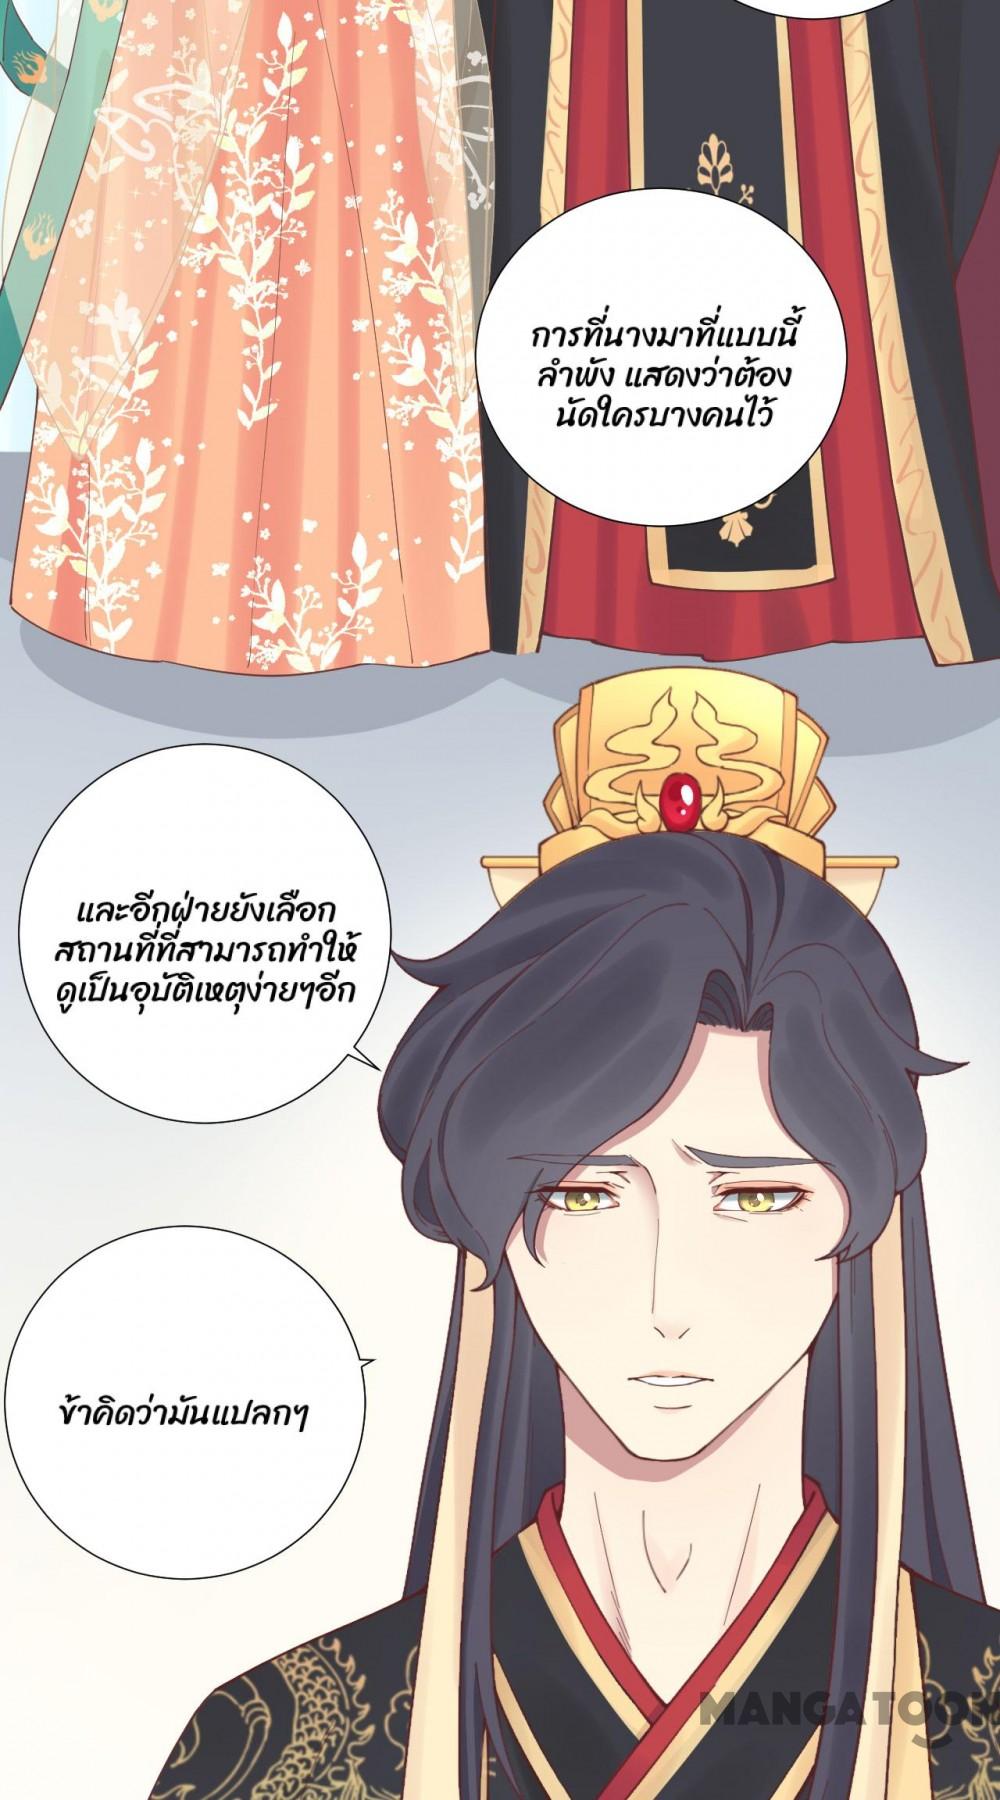 การที่นางมาที่แบบนี้
ลำพัง แสดงว่าต้อง
นัดใครบางคนไว้
และอีกฝ่ายยังเลือก
สถานที่ที่สามารถทำให้
ดูเป็นอุบัติเหตุง่ายๆอีก
ข้าคิดว่ามันแปลกๆ
MANGATOON